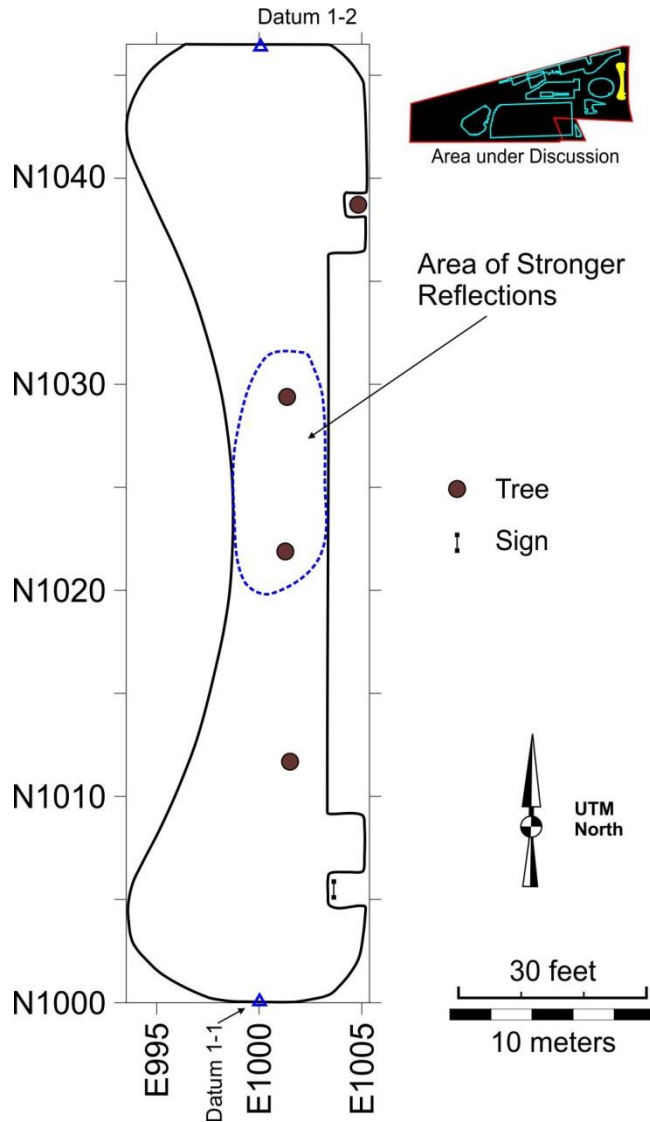 Datum 1-2
Area under Discussion
N1040
N1030
N1020
N1010
N1000
Area of Stronger
Reflections
Tree
Sign
UTM
North
30 feet
10 meters
E995
Datum 1-1
E1000
E1005